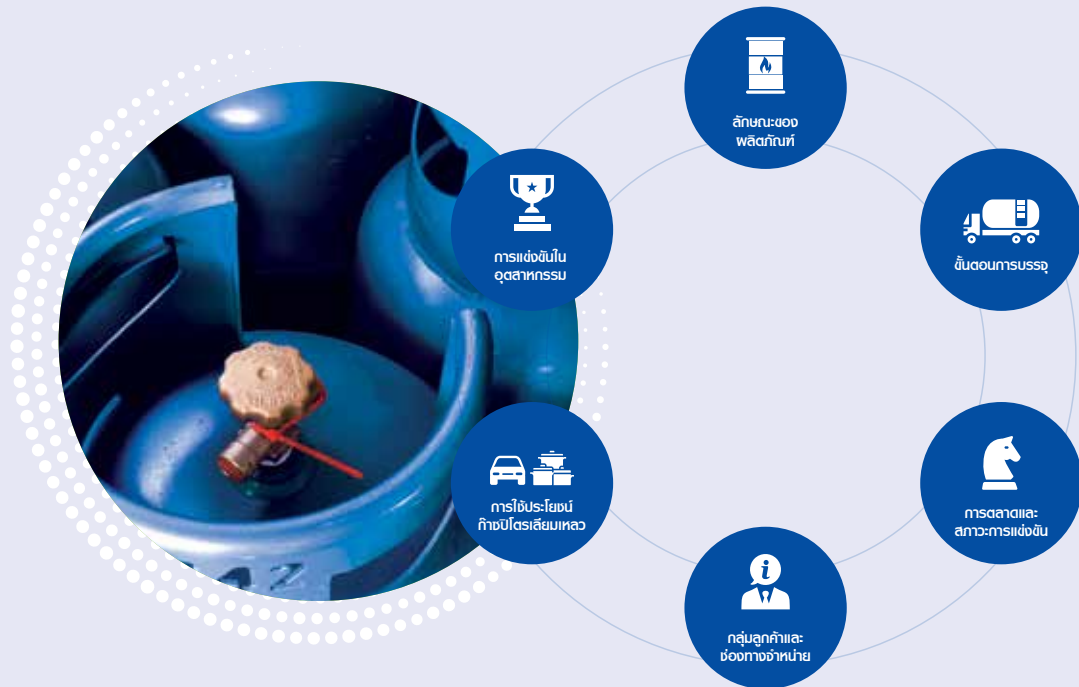 ลักษณะของ
ผลิตภัณฑ์
ขั้นตอนการบรรจุ
การตลาดและ
สภาวะการแข่งขัน
กลุ่มลูกค้าและ
ช่องทางจำหน่าย
การใช้ประโยชน์
ก๊าซปิโตรเลียมเหลว
การแข่งขันใน
อุตสาหกรรม